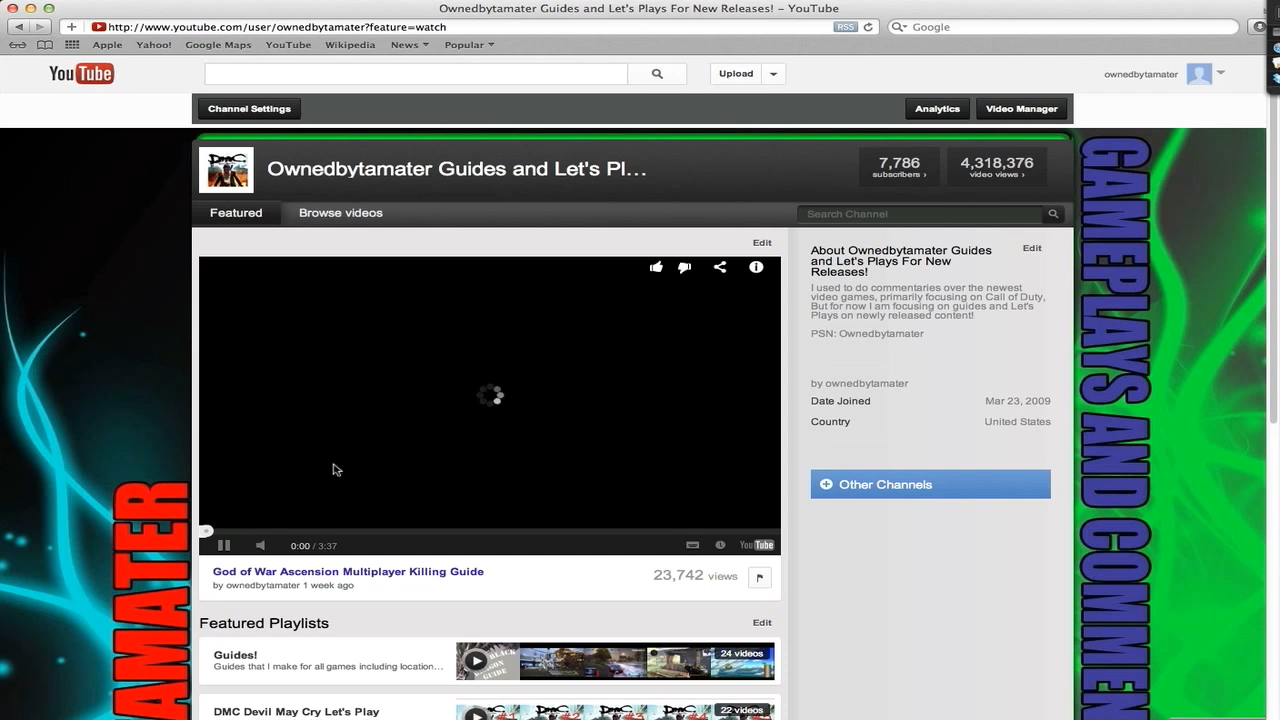 Ownedbytamater Guides and Let's Plays For New Releases! – YouTube
http://www.youtube.com/user/ownedbytamater?feature=watch
RSS
Google
Apple
Yahoo!
Google Maps
YouTube
Wikipedia
News
Popular
YouTube
Upload
ownedbytamater
Channel Settings
Analytics
Video Manager
DMC
Ownedbytamater Guides and Let's Pl...
7,786
subscribers ›
4,318,376
video views ›
Featured
Browse videos
Search Channel
Edit
About Ownedbytamater Guides
and Let's Plays For New
Releases!
Edit
I used to do commentaries over the newest
video games, primarily focusing on Call of Duty,
But for now I am focusing on guides and Let's
Plays on newly released content!
PSN: Ownedbytamater
by ownedbytamater
Date Joined
Mar 23, 2009
Country
United States
Other Channels
0:00 / 3:37
YouTube
God of War Ascension Multiplayer Killing Guide
by ownedbytamater 1 week ago
23,742 views
Featured Playlists
Edit
Guides!
Guides that I make for all games including location...
24 videos
DMC Devil May Cry Let's Play
22 videos
AMATER
GAMEPLAYS AND COMMEN